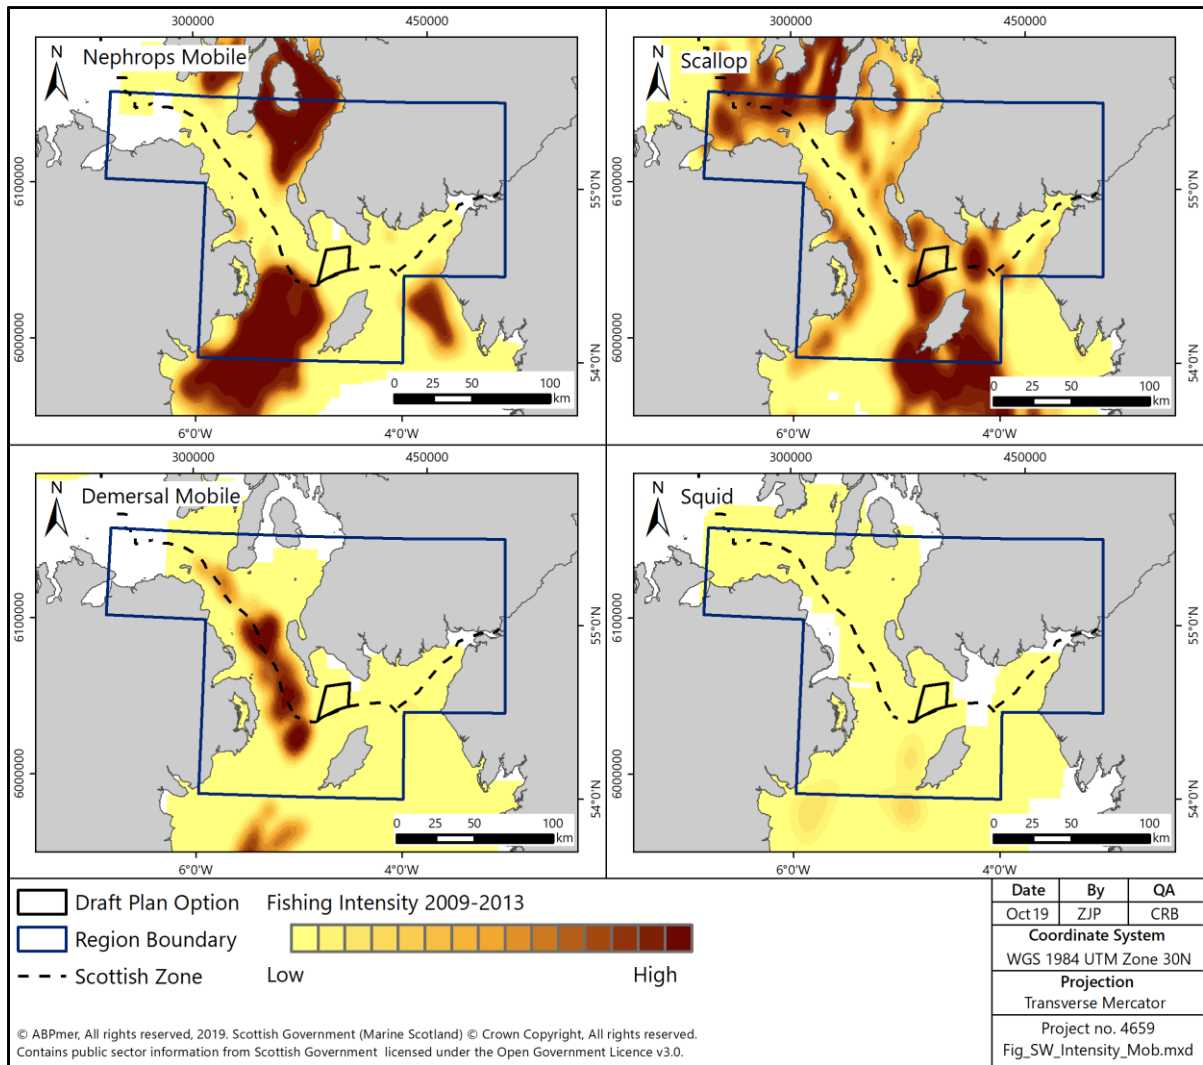 300000 450000
N
Nephrops Mobile
6100000
6000000
55°0'N
54°0'N
0 25 50 100
km
6°0'W 4°0'W
300000 450000
N
Scallop
6100000
6000000
55°0'N
54°0'N
0 25 50 100
km
6°0'W 4°0'W
300000 450000
N
Demersal Mobile
6100000
6000000
55°0'N
54°0'N
0 25 50 100
km
6°0'W 4°0'W
300000 450000
N
Squid
6100000
6000000
55°0'N
54°0'N
0 25 50 100
km
6°0'W 4°0'W
Draft Plan Option
Region Boundary
Scottish Zone
Fishing Intensity 2009-2013
Low High
Date By QA
Oct 19 ZJP CRB
Coordinate System
WGS 1984 UTM Zone 30N
Projection
Transverse Mercator
Project no. 4659
Fig_SW_Intensity_Mob.mxd
© ABPmer, All rights reserved, 2019. Scottish Government (Marine Scotland) © Crown Copyright, All rights reserved.
Contains public sector information from Scottish Government licensed under the Open Government Licence v3.0.